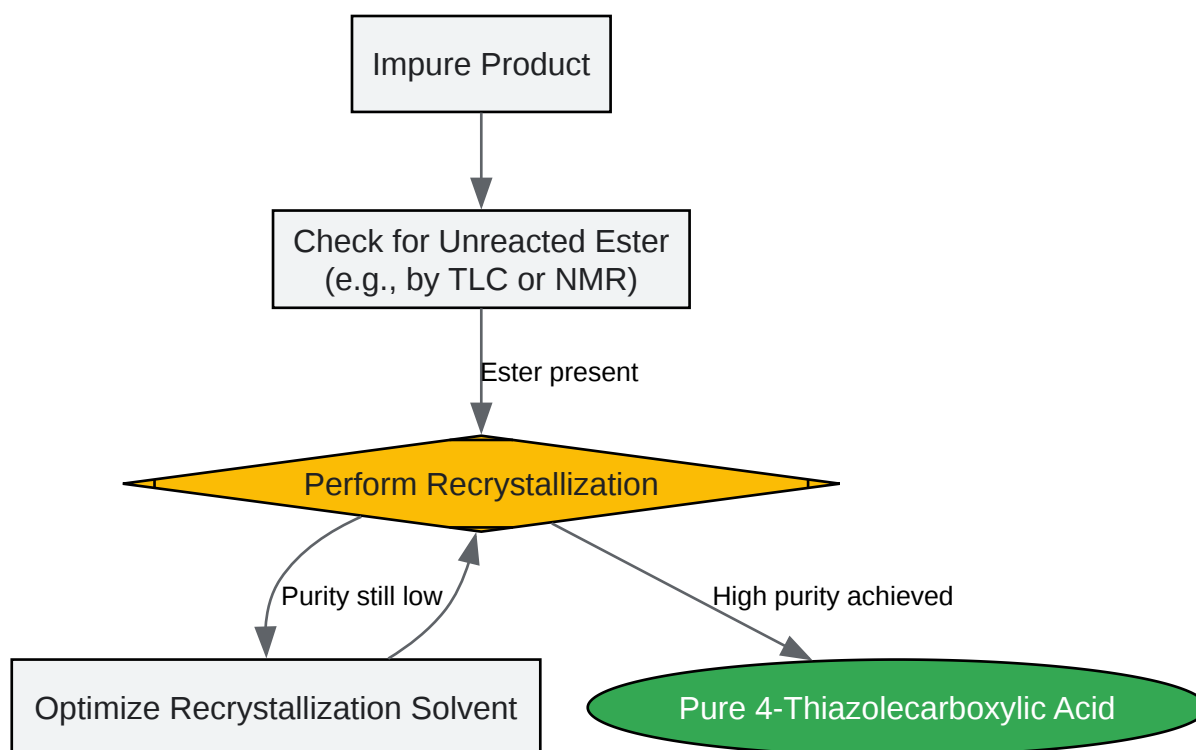 Impure Product
Check for Unreacted Ester
(e.g., by TLC or NMR)
Ester present
Perform Recrystallization
Purity still low
High purity achieved
Optimize Recrystallization Solvent
Pure 4-Thiazolecarboxylic Acid